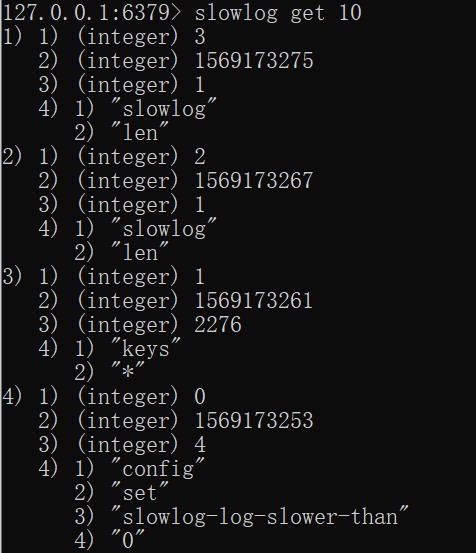 127.0.0.1:6379> slowlog get 10
1) 1) (integer) 3
2) (integer) 1569173275
3) (integer) 1
4) 1) "slowlog"
2) "len"
2) 1) (integer) 2
2) (integer) 1569173267
3) (integer) 1
4) 1) "slowlog"
2) "len"
3) 1) (integer) 1
2) (integer) 1569173261
3) (integer) 2276
4) 1) "keys"
2) "*"
4) 1) (integer) 0
2) (integer) 1569173253
3) (integer) 4
4) 1) "config"
2) "set"
3) "slowlog-log-slower-than"
4) "0"